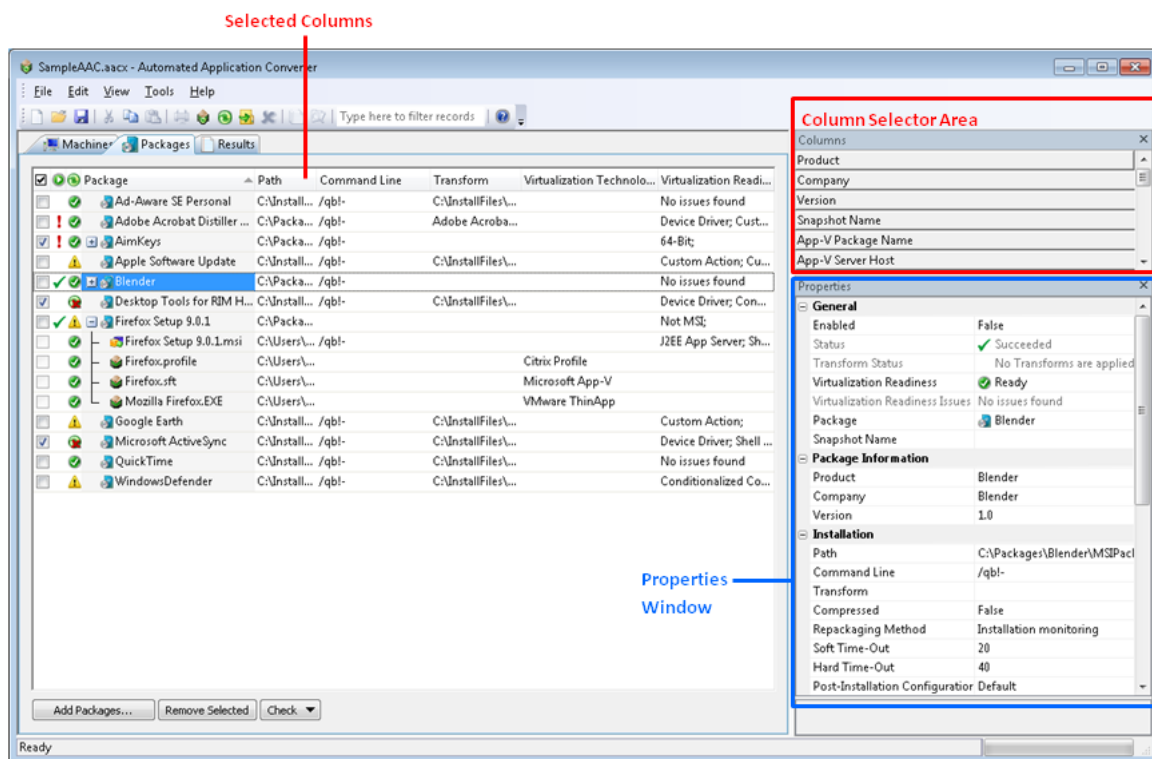 Selected Columns
SampleAAC.aacx - Automated Application Converter
File Edit View Tools Help
Type here to filter records
Machines Packages Results
Package Path Command Line Transform Virtualization Technolo... Virtualization Readi...
Ad-Aware SE Personal C:\Install... /qb!- C:\InstallFiles\... No issues found
Adobe Acrobat Distiller ... C:\Packa... /qb!- Adobe Acroba... Device Driver; Cust...
AimKeys C:\Packa... /qb!- 64-Bit;
Apple Software Update C:\Install... /qb!- C:\InstallFiles\... Custom Action; Cu...
Blender C:\Packa... /qb!- No issues found
Desktop Tools for RIM H... C:\Install... /qb!- C:\InstallFiles\... Device Driver; Con...
Firefox Setup 9.0.1 C:\Packa... Not MSI;
Firefox Setup 9.0.1.msi C:\Users\... /qb!- J2EE App Server; Sh...
Firefox.profile C:\Users\... Citrix Profile
Firefox.sft C:\Users\... Microsoft App-V
Mozilla Firefox.EXE C:\Users\... VMware ThinApp
Google Earth C:\Install... /qb!- C:\InstallFiles\... Custom Action;
Microsoft ActiveSync C:\Install... /qb!- C:\InstallFiles\... Device Driver; Shell ...
QuickTime C:\Install... /qb!- C:\InstallFiles\... No issues found
WindowsDefender C:\Install... /qb!- C:\InstallFiles\... Conditionalized Co...
Add Packages... Remove Selected Check
Ready
Column Selector Area
Columns
Product
Company
Version
Snapshot Name
App-V Package Name
App-V Server Host
Properties Window
Properties
General
Enabled False
Status Succeeded
Transform Status No Transforms are applied
Virtualization Readiness Ready
Virtualization Readiness Issues No issues found
Package Blender
Snapshot Name
Package Information
Product Blender
Company Blender
Version 1.0
Installation
Path C:\Packages\Blender\MSIPacl
Command Line /qb!-
Transform
Compressed False
Repackaging Method Installation monitoring
Soft Time-Out 20
Hard Time-Out 40
Post-Installation Configuration Default